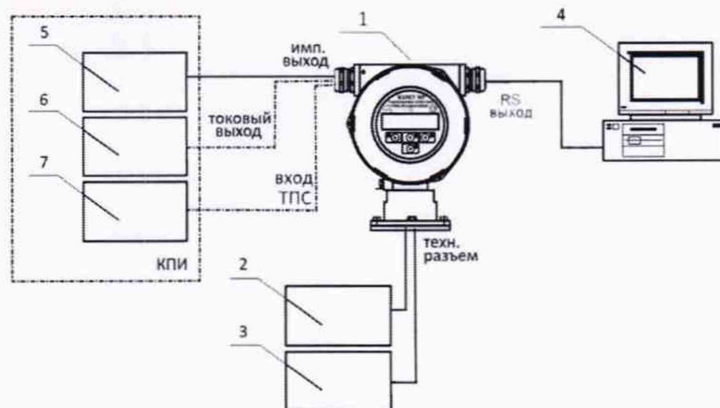 1
5
4
имп.
выход
6
токовый
выход
RS
выход
7
вход
ТПС
КПИ
техн.
разъем
2
3